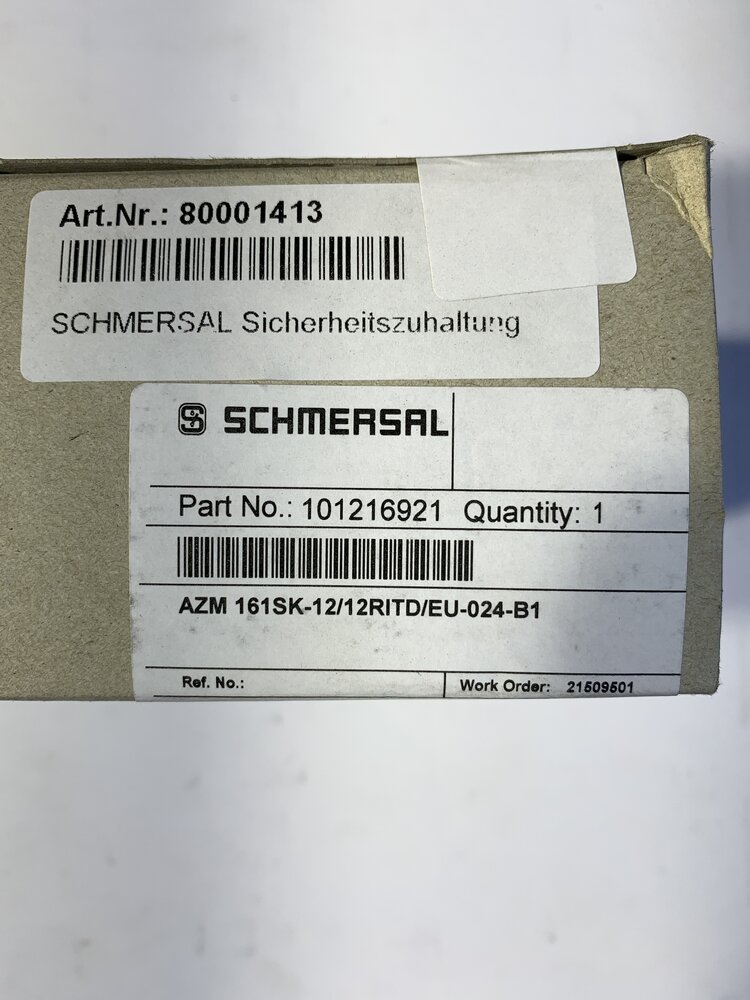 Art.Nr.: 80001413
SCHMERSAL Sicherheitszuhaltung
SCHMERSAL
Part No.: 101216921 Quantity: 1
AZM 161SK-12/12RITD/EU-024-B1
Ref. No.:
Work Order: 21509501